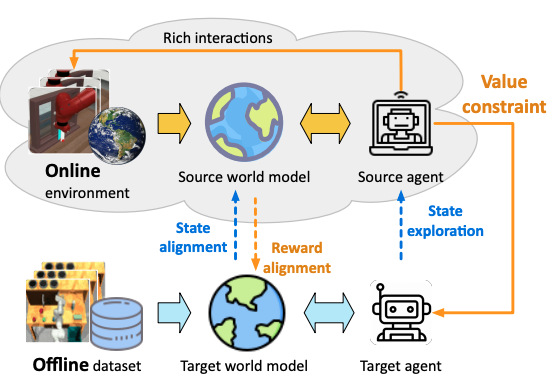 Rich interactions
Value
constraint
Online
environment
Source world model
Source agent
State
alignment
Reward
alignment
State
exploration
Offline dataset
Target world model
Target agent